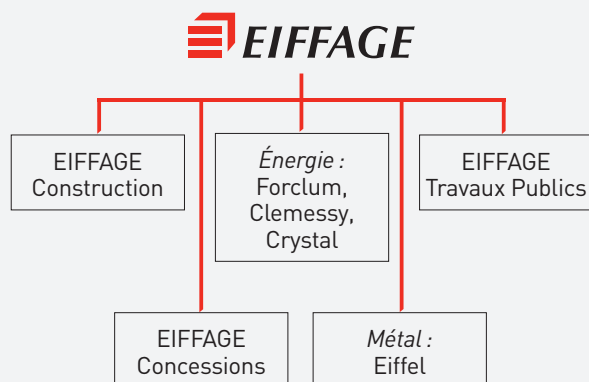 EIFFAGE
EIFFAGE
Construction
Énergie :
Forclum,
Clemessy,
Crystal
EIFFAGE
Travaux Publics
EIFFAGE
Concessions
Métal :
Eiffel